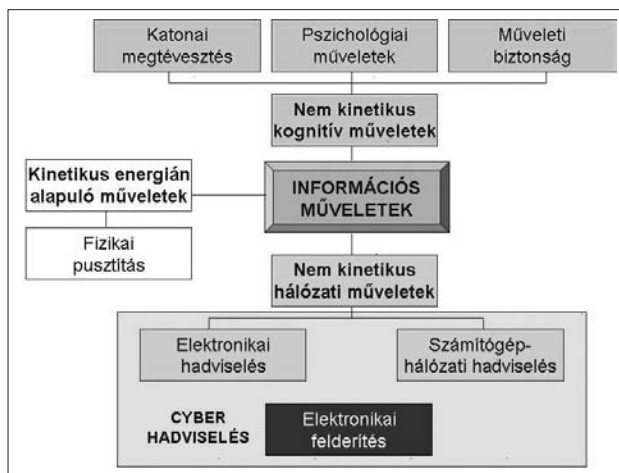 Katonai
megtévesztés
Pszichológiai
műveletek
Műveleti
biztonság
Nem kinetikus
kognitív műveletek
Kinetikus energián
alapuló műveletek
INFORMÁCIÓS
MŰVELETEK
Fizikai
pusztítás
Nem kinetikus
hálózati műveletek
Elektronikai
hadviselés
Számítógép-
hálózati hadviselés
CYBER
HADVISELÉS
Elektronikai
felderítés